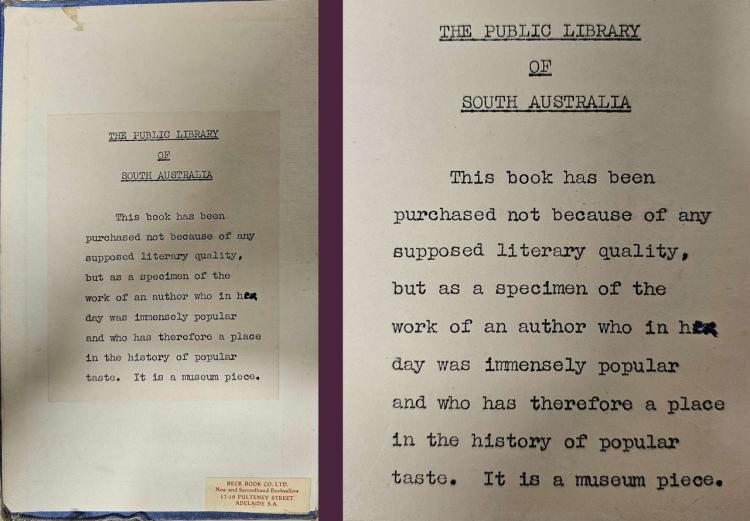 THE PUBLIC LIBRARY
OF
SOUTH AUSTRALIA
This book has been
purchased not because of any
supposed literary quality,
but as a specimen of the
work of an author who in
day was immensely popular
and who has therefore a place
in the history of popular
taste. It is a museum piece.
BECK BOOK CO. LTD.
New and Secondhand Booksellers
17-19 PULTENEY STREET
ADELAIDE S.A.
THE PUBLIC LIBRARY
OF
SOUTH AUSTRALIA
This book has been
purchased not because of any
supposed literary quality,
but as a specimen of the
work of an author who in
day was immensely popular
and who has therefore a place
in the history of popular
taste. It is a museum piece.